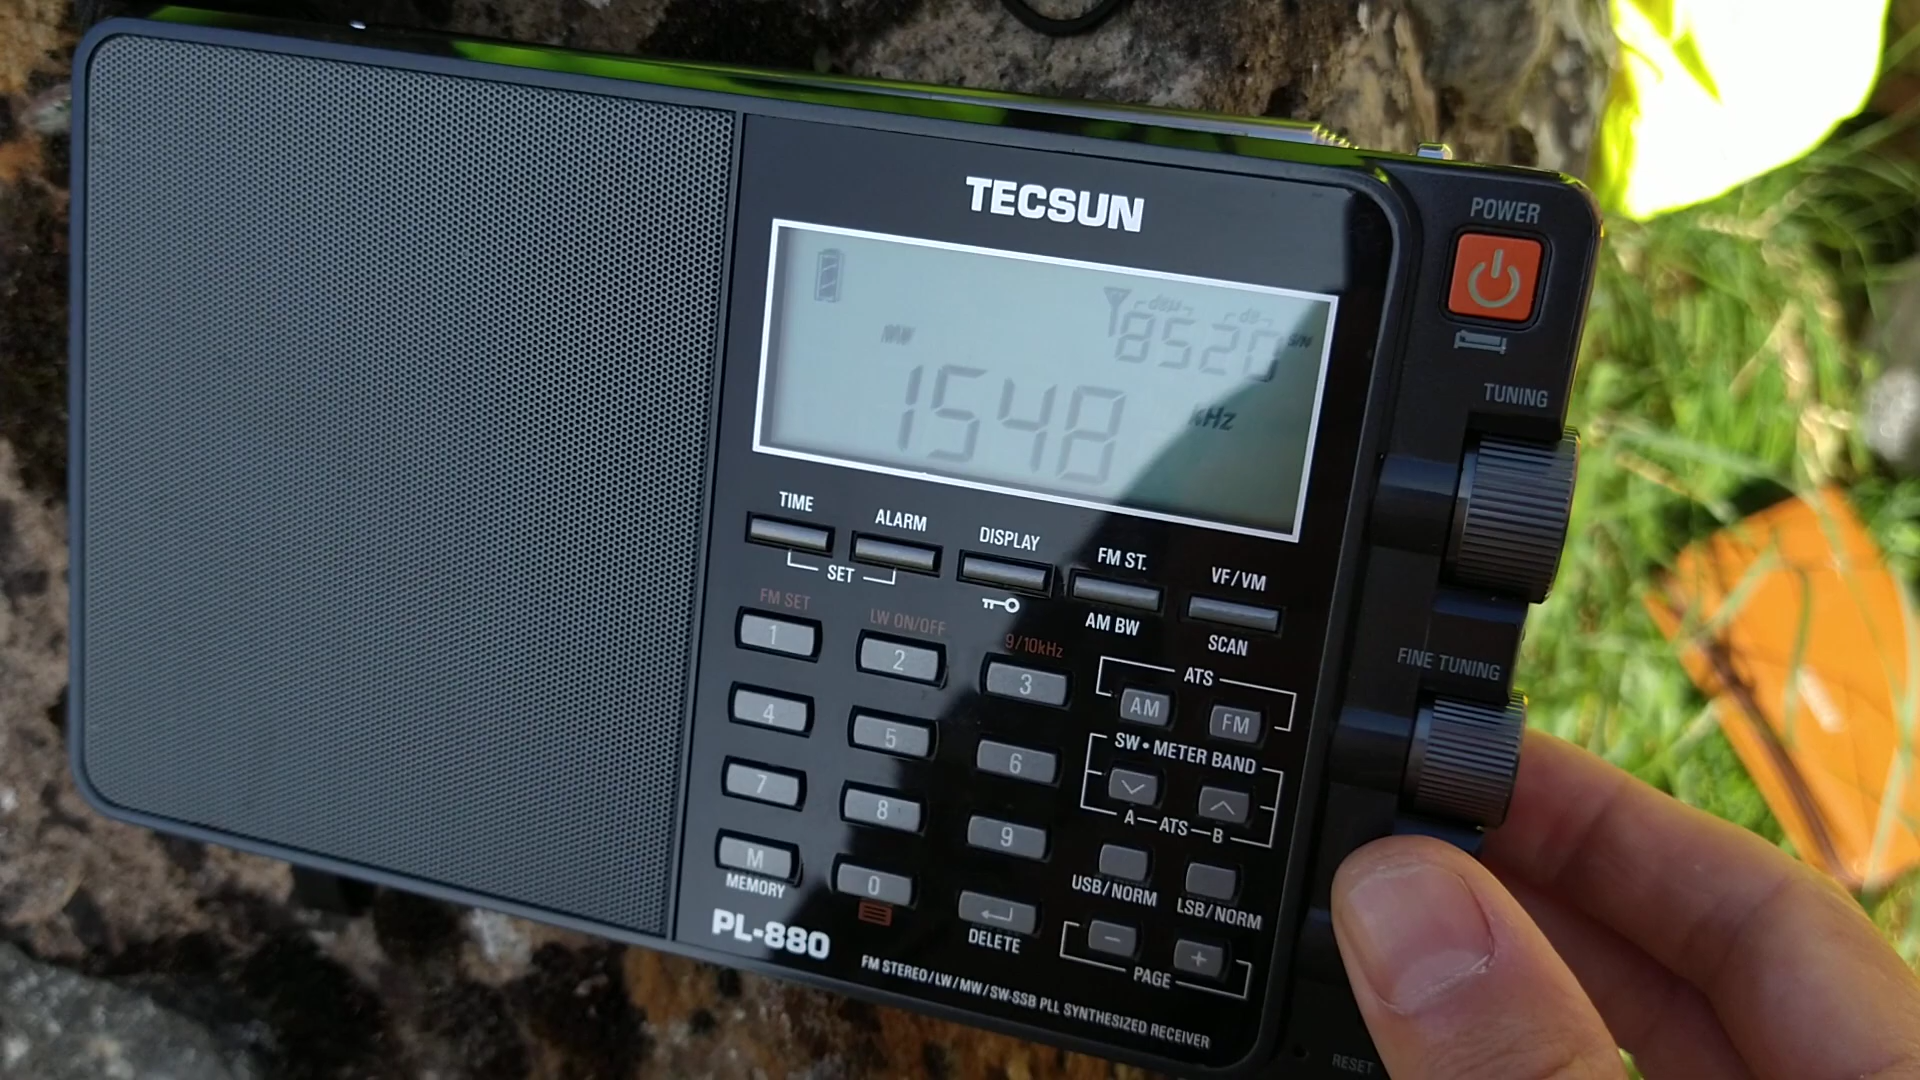 TECSUN
POWER
dBµ dB
8520 S/N
MW
1548 kHz
TUNING
TIME ALARM DISPLAY FM ST. VF/VM
SET AM BW SCAN
FM SET LW ON/OFF 9/10kHz
1 2 3
ATS
AM FM
FINE TUNING
4 5 6
SW•METER BAND
7 8 9
A—ATS—B
M 0
MEMORY DELETE
USB/NORM LSB/NORM
− +
PAGE
PL-880
FM STEREO/LW/MW/SW-SSB PLL SYNTHESIZED RECEIVER
RESET